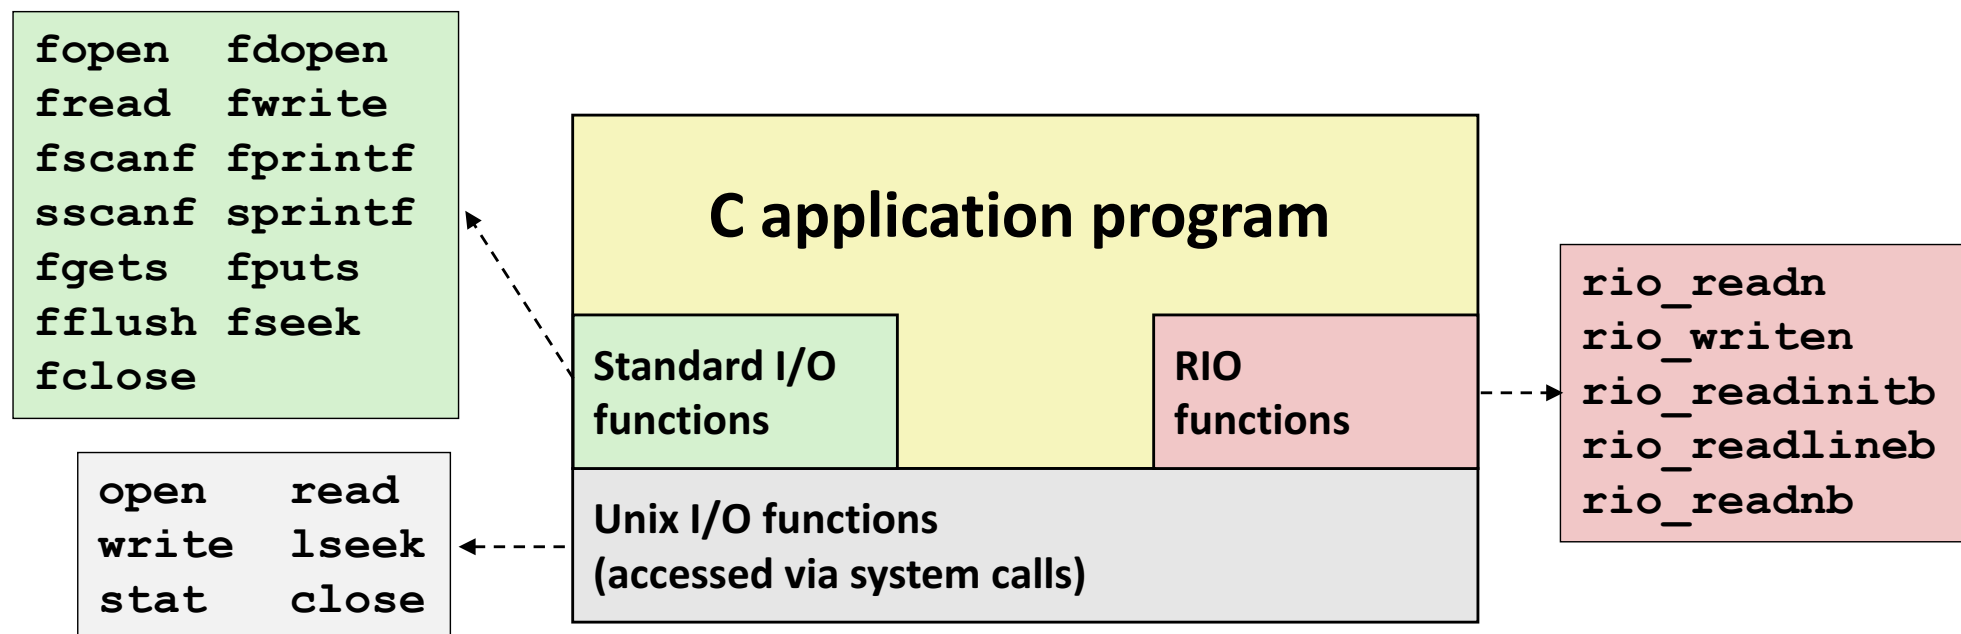 fopen fdopen
fread fwrite
fscanf fprintf
sscanf sprintf
fgets fputs
fflush fseek
fclose
C application program
Standard I/O
functions
RIO
functions
rio_readn
rio_writen
rio_readinitb
rio_readlineb
rio_readnb
open read
write lseek
stat close
Unix I/O functions
(accessed via system calls)